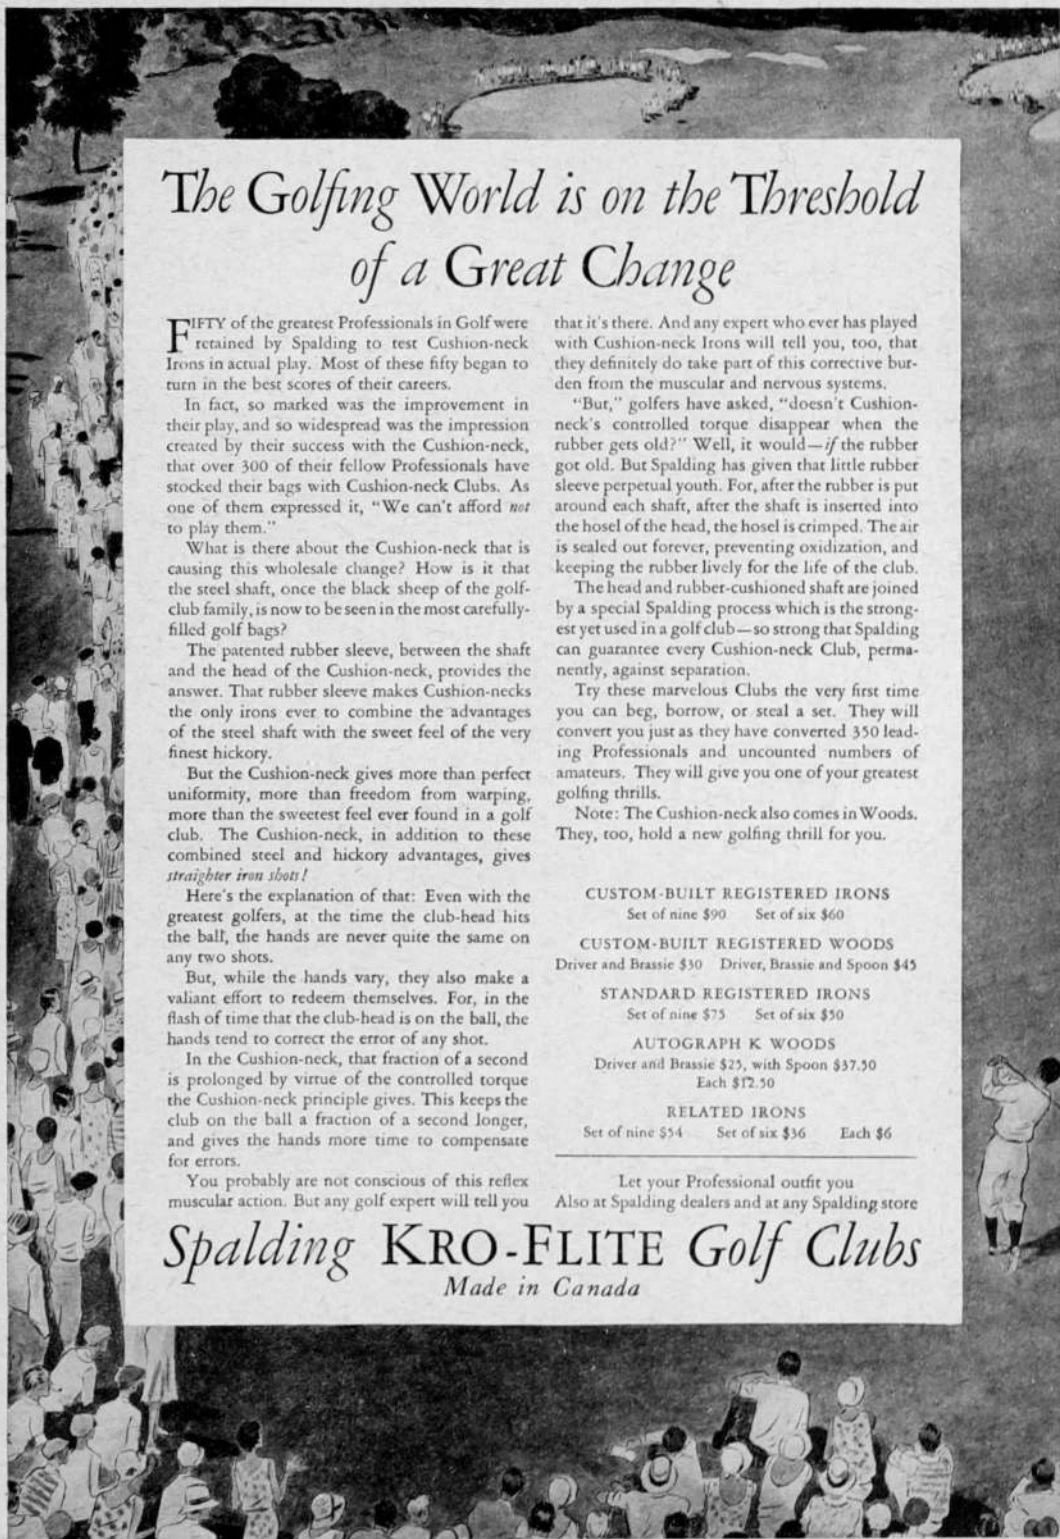 The Golfing World is on the Threshold
of a Great Change
FIFTY of the greatest Professionals in Golf were
retained by Spalding to test Cushion-neck
Irons in actual play. Most of these fifty began to
turn in the best scores of their careers.
In fact, so marked was the improvement in
their play, and so widespread was the impression
created by their success with the Cushion-neck,
that over 300 of their fellow Professionals have
stocked their bags with Cushion-neck Clubs. As
one of them expressed it, "We can't afford not
to play them."
What is there about the Cushion-neck that is
causing this wholesale change? How is it that
the steel shaft, once the black sheep of the golf-
club family, is now to be seen in the most carefully-
filled golf bags?
The patented rubber sleeve, between the shaft
and the head of the Cushion-neck, provides the
answer. That rubber sleeve makes Cushion-necks
the only irons ever to combine the advantages
of the steel shaft with the sweet feel of the very
finest hickory.
But the Cushion-neck gives more than perfect
uniformity, more than freedom from warping,
more than the sweetest feel ever found in a golf
club. The Cushion-neck, in addition to these
combined steel and hickory advantages, gives
straighter iron shots!
Here's the explanation of that: Even with the
greatest golfers, at the time the club-head hits
the ball, the hands are never quite the same on
any two shots.
But, while the hands vary, they also make a
valiant effort to redeem themselves. For, in the
flash of time that the club-head is on the ball, the
hands tend to correct the error of any shot.
In the Cushion-neck, that fraction of a second
is prolonged by virtue of the controlled torque
the Cushion-neck principle gives. This keeps the
club on the ball a fraction of a second longer,
and gives the hands more time to compensate
for errors.
You probably are not conscious of this reflex
muscular action. But any golf expert will tell you
that it's there. And any expert who ever has played
with Cushion-neck Irons will tell you, too, that
they definitely do take part of this corrective bur-
den from the muscular and nervous systems.
"But," golfers have asked, "doesn't Cushion-
neck's controlled torque disappear when the
rubber gets old?" Well, it would—if the rubber
got old. But Spalding has given that little rubber
sleeve perpetual youth. For, after the rubber is put
around each shaft, after the shaft is inserted into
the hosel of the head, the hosel is crimped. The air
is sealed out forever, preventing oxidization, and
keeping the rubber lively for the life of the club.
The head and rubber-cushioned shaft are joined
by a special Spalding process which is the strong-
est yet used in a golf club—so strong that Spalding
can guarantee every Cushion-neck Club, perma-
nently, against separation.
Try these marvelous Clubs the very first time
you can beg, borrow, or steal a set. They will
convert you just as they have converted 350 lead-
ing Professionals and uncounted numbers of
amateurs. They will give you one of your greatest
golfing thrills.
Note: The Cushion-neck also comes in Woods.
They, too, hold a new golfing thrill for you.
CUSTOM-BUILT REGISTERED IRONS
Set of nine $90 Set of six $60
CUSTOM-BUILT REGISTERED WOODS
Driver and Brassie $30 Driver, Brassie and Spoon $45
STANDARD REGISTERED IRONS
Set of nine $75 Set of six $50
AUTOGRAPH K WOODS
Driver and Brassie $25, with Spoon $37.50
Each $12.50
RELATED IRONS
Set of nine $54 Set of six $36 Each $6
Let your Professional outfit you
Also at Spalding dealers and at any Spalding store
Spalding KRO-FLITE Golf Clubs
Made in Canada